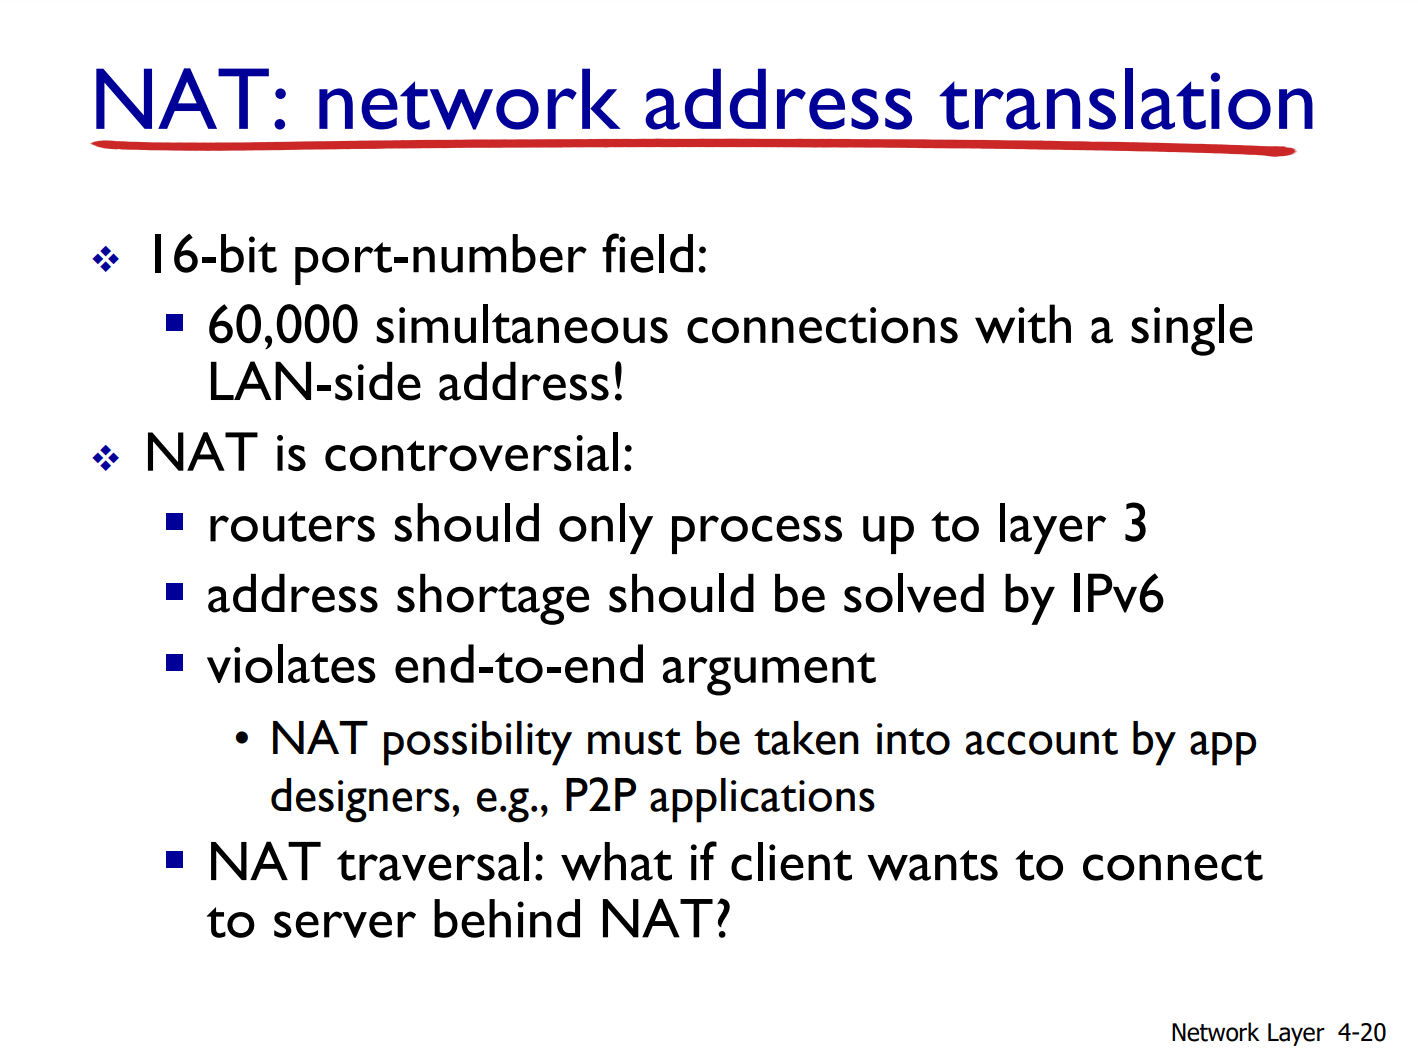 NAT: network address translation
16-bit port-number field:
60,000 simultaneous connections with a single
LAN-side address!
NAT is controversial:
routers should only process up to layer 3
address shortage should be solved by IPv6
violates end-to-end argument
• NAT possibility must be taken into account by app
designers, e.g., P2P applications
NAT traversal: what if client wants to connect
to server behind NAT?
Network Layer 4-20